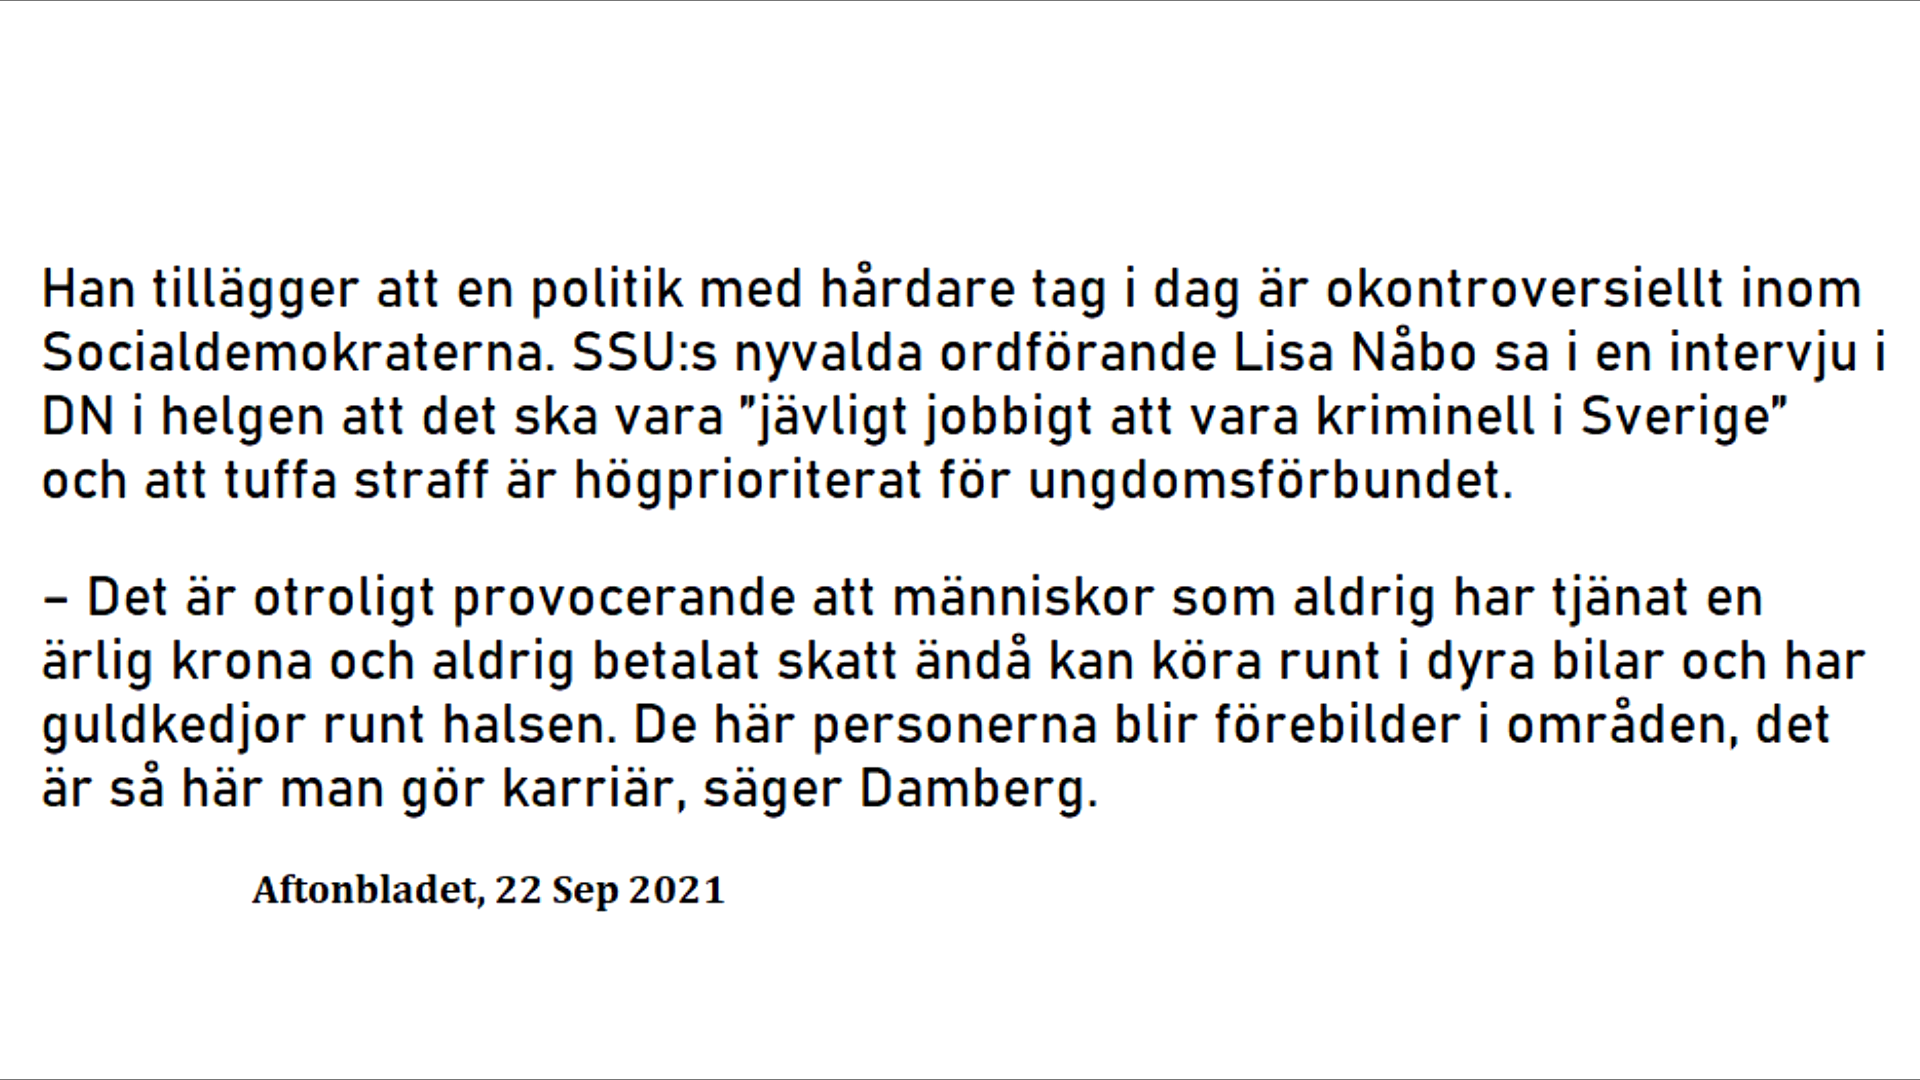 Han tillägger att en politik med hårdare tag i dag är okontroversiellt inom
Socialdemokraterna. SSU:s nyvalda ordförande Lisa Nåbo sa i en intervju i
DN i helgen att det ska vara ”jävligt jobbigt att vara kriminell i Sverige”
och att tuffa straff är högprioriterat för ungdomsförbundet.
– Det är otroligt provocerande att människor som aldrig har tjänat en
ärlig krona och aldrig betalat skatt ändå kan köra runt i dyra bilar och har
guldkedjor runt halsen. De här personerna blir förebilder i områden, det
är så här man gör karriär, säger Damberg.
Aftonbladet, 22 Sep 2021